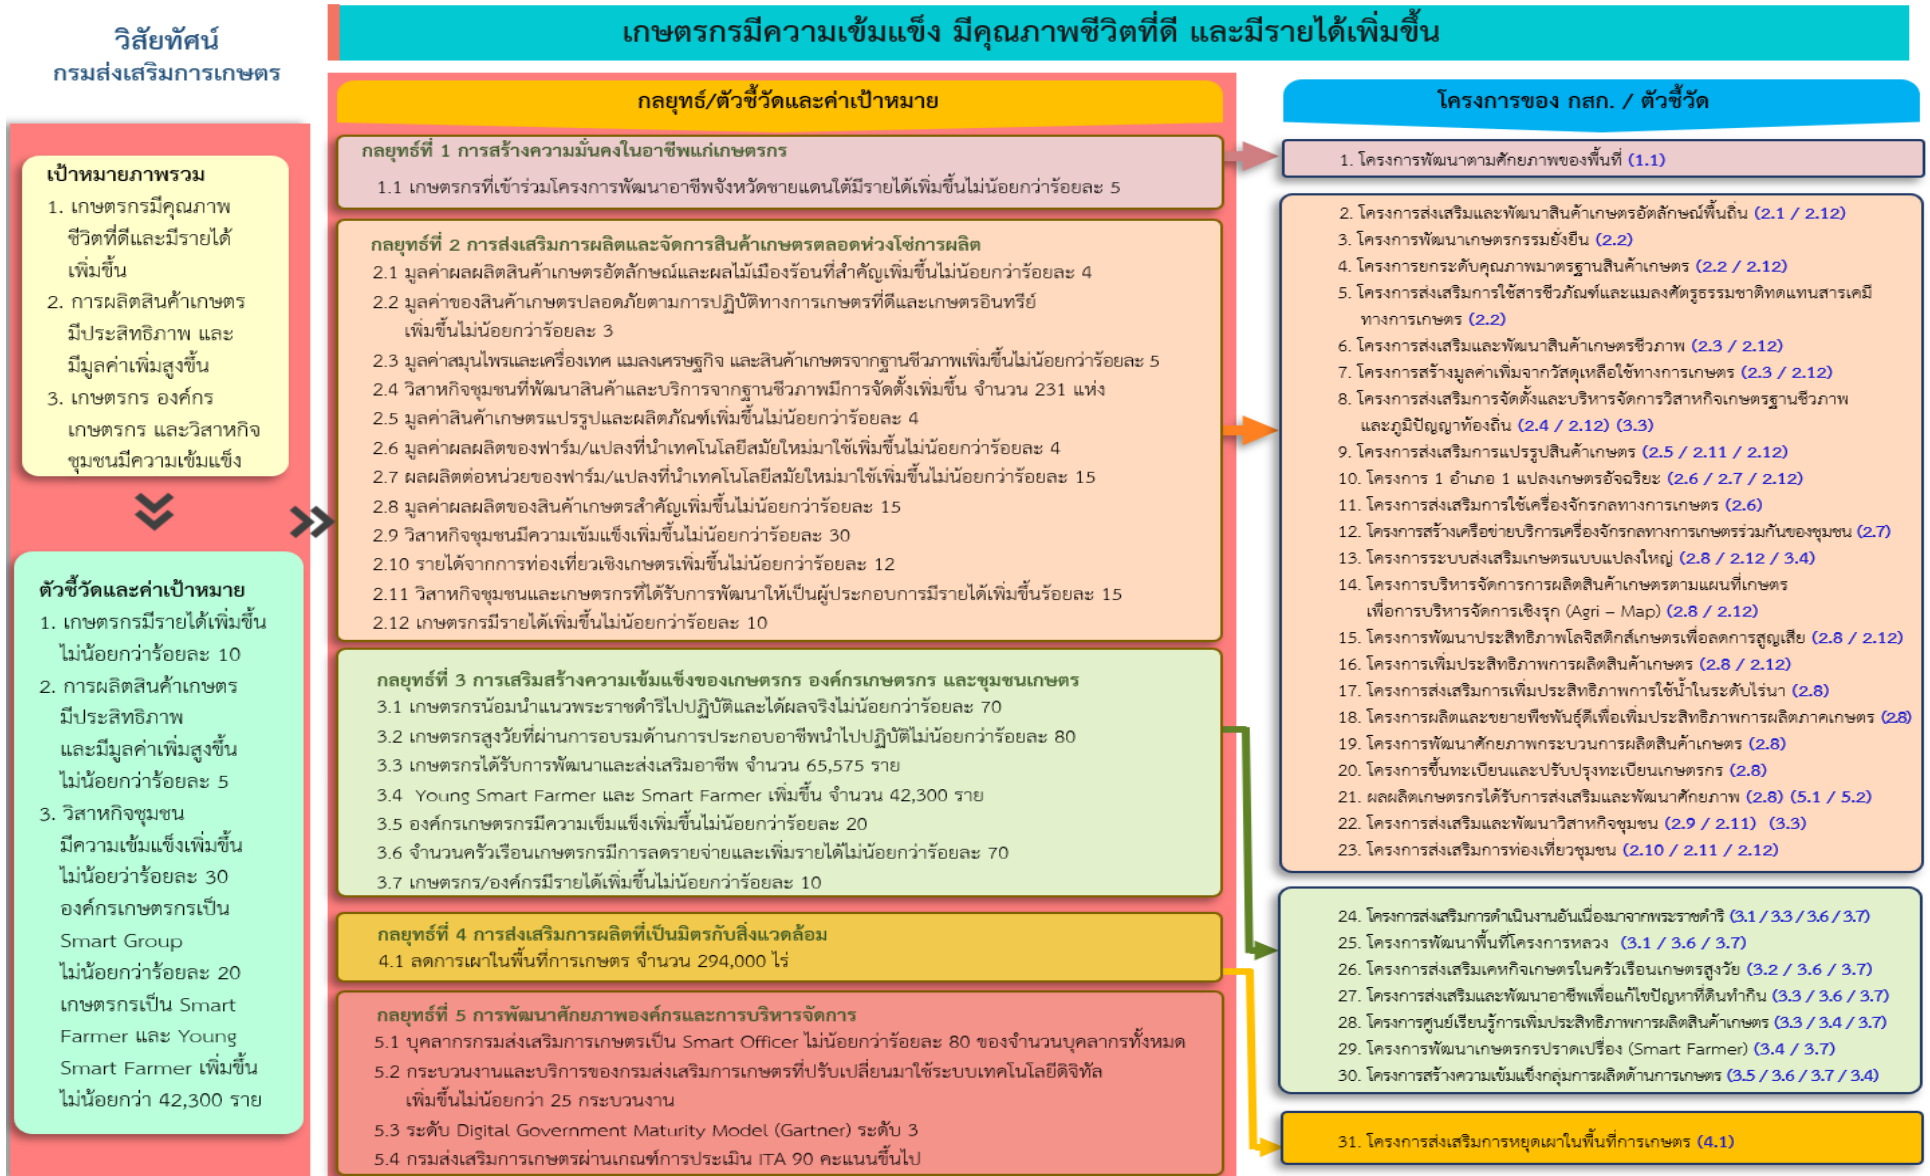 วิสัยทัศน์
กรมส่งเสริมการเกษตร
เกษตรกรมีความเข้มแข็ง มีคุณภาพชีวิตที่ดี และมีรายได้เพิ่มขึ้น
เป้าหมายภาพรวม
1. เกษตรกรมีคุณภาพ
ชีวิตที่ดีและมีรายได้
เพิ่มขึ้น
2. การผลิตสินค้าเกษตร
มีประสิทธิภาพ และ
มีมูลค่าเพิ่มสูงขึ้น
3. เกษตรกร องค์กร
เกษตรกร และวิสาหกิจ
ชุมชนมีความเข้มแข็ง
ตัวชี้วัดและค่าเป้าหมาย
1. เกษตรกรมีรายได้เพิ่มขึ้น
ไม่น้อยกว่าร้อยละ 10
2. การผลิตสินค้าเกษตร
มีประสิทธิภาพ
และมีมูลค่าเพิ่มสูงขึ้น
ไม่น้อยกว่าร้อยละ 5
3. วิสาหกิจชุมชน
มีความเข้มแข็งเพิ่มขึ้น
ไม่น้อยว่าร้อยละ 30
องค์กรเกษตรกรเป็น
Smart Group
ไม่น้อยกว่าร้อยละ 20
เกษตรกรเป็น Smart
Farmer และ Young
Smart Farmer เพิ่มขึ้น
ไม่น้อยกว่า 42,300 ราย
กลยุทธ์/ตัวชี้วัดและค่าเป้าหมาย
กลยุทธ์ที่ 1 การสร้างความมั่นคงในอาชีพแก่เกษตรกร
1.1 เกษตรกรที่เข้าร่วมโครงการพัฒนาอาชีพจังหวัดชายแดนใต้มีรายได้เพิ่มขึ้นไม่น้อยกว่าร้อยละ 5
กลยุทธ์ที่ 2 การส่งเสริมการผลิตและจัดการสินค้าเกษตรตลอดห่วงโซ่การผลิต
2.1 มูลค่าผลผลิตสินค้าเกษตรอัตลักษณ์และผลไม้เมืองร้อนที่สำคัญเพิ่มขึ้นไม่น้อยกว่าร้อยละ 4
2.2 มูลค่าของสินค้าเกษตรปลอดภัยตามการปฏิบัติทางการเกษตรที่ดีและเกษตรอินทรีย์
เพิ่มขึ้นไม่น้อยกว่าร้อยละ 3
2.3 มูลค่าสมุนไพรและเครื่องเทศ แมลงเศรษฐกิจ และสินค้าเกษตรจากฐานชีวภาพเพิ่มขึ้นไม่น้อยกว่าร้อยละ 5
2.4 วิสาหกิจชุมชนที่พัฒนาสินค้าและบริการจากฐานชีวภาพมีการจัดตั้งเพิ่มขึ้น จำนวน 231 แห่ง
2.5 มูลค่าสินค้าเกษตรแปรรูปและผลิตภัณฑ์เพิ่มขึ้นไม่น้อยกว่าร้อยละ 4
2.6 มูลค่าผลผลิตของฟาร์ม/แปลงที่นำเทคโนโลยีสมัยใหม่มาใช้เพิ่มขึ้นไม่น้อยกว่าร้อยละ 4
2.7 ผลผลิตต่อหน่วยของฟาร์ม/แปลงที่นำเทคโนโลยีสมัยใหม่มาใช้เพิ่มขึ้นไม่น้อยกว่าร้อยละ 15
2.8 มูลค่าผลผลิตของสินค้าเกษตรสำคัญเพิ่มขึ้นไม่น้อยกว่าร้อยละ 15
2.9 วิสาหกิจชุมชนมีความเข้มแข็งเพิ่มขึ้นไม่น้อยกว่าร้อยละ 30
2.10 รายได้จากการท่องเที่ยวเชิงเกษตรเพิ่มขึ้นไม่น้อยกว่าร้อยละ 12
2.11 วิสาหกิจชุมชนและเกษตรกรที่ได้รับการพัฒนาให้เป็นผู้ประกอบการมีรายได้เพิ่มขึ้นร้อยละ 15
2.12 เกษตรกรมีรายได้เพิ่มขึ้นไม่น้อยกว่าร้อยละ 10
กลยุทธ์ที่ 3 การเสริมสร้างความเข้มแข็งของเกษตรกร องค์กรเกษตรกร และชุมชนเกษตร
3.1 เกษตรกรน้อมนำแนวพระราชดำริไปปฏิบัติและได้ผลจริงไม่น้อยกว่าร้อยละ 70
3.2 เกษตรกรสูงวัยที่ผ่านการอบรมด้านการประกอบอาชีพนำไปปฏิบัติไม่น้อยกว่าร้อยละ 80
3.3 เกษตรกรได้รับการพัฒนาและส่งเสริมอาชีพ จำนวน 65,575 ราย
3.4 Young Smart Farmer และ Smart Farmer เพิ่มขึ้น จำนวน 42,300 ราย
3.5 องค์กรเกษตรกรมีความเข็มแข็งเพิ่มขึ้นไม่น้อยกว่าร้อยละ 20
3.6 จำนวนครัวเรือนเกษตรกรมีการลดรายจ่ายและเพิ่มรายได้ไม่น้อยกว่าร้อยละ 70
3.7 เกษตรกร/องค์กรมีรายได้เพิ่มขึ้นไม่น้อยกว่าร้อยละ 10
กลยุทธ์ที่ 4 การส่งเสริมการผลิตที่เป็นมิตรกับสิ่งแวดล้อม
4.1 ลดการเผาในพื้นที่การเกษตร จำนวน 294,000 ไร่
กลยุทธ์ที่ 5 การพัฒนาศักยภาพองค์กรและการบริหารจัดการ
5.1 บุคลากรกรมส่งเสริมการเกษตรเป็น Smart Officer ไม่น้อยกว่าร้อยละ 80 ของจำนวนบุคลากรทั้งหมด
5.2 กระบวนงานและบริการของกรมส่งเสริมการเกษตรที่ปรับเปลี่ยนมาใช้ระบบเทคโนโลยีดิจิทัล
เพิ่มขึ้นไม่น้อยกว่า 25 กระบวนงาน
5.3 ระดับ Digital Government Maturity Model (Gartner) ระดับ 3
5.4 กรมส่งเสริมการเกษตรผ่านเกณฑ์การประเมิน ITA 90 คะแนนขึ้นไป
โครงการของ กสก. / ตัวชี้วัด
1. โครงการพัฒนาตามศักยภาพของพื้นที่ (1.1)
2. โครงการส่งเสริมและพัฒนาสินค้าเกษตรอัตลักษณ์พื้นถิ่น (2.1 / 2.12)
3. โครงการพัฒนาเกษตรกรรมยั่งยืน (2.2)
4. โครงการยกระดับคุณภาพมาตรฐานสินค้าเกษตร (2.2 / 2.12)
5. โครงการส่งเสริมการใช้สารชีวภัณฑ์และแมลงศัตรูธรรมชาติทดแทนสารเคมี
ทางการเกษตร (2.2)
6. โครงการส่งเสริมและพัฒนาสินค้าเกษตรชีวภาพ (2.3 / 2.12)
7. โครงการสร้างมูลค่าเพิ่มจากวัสดุเหลือใช้ทางการเกษตร (2.3 / 2.12)
8. โครงการส่งเสริมการจัดตั้งและบริหารจัดการวิสาหกิจเกษตรฐานชีวภาพ
และภูมิปัญญาท้องถิ่น (2.4 / 2.12) (3.3)
9. โครงการส่งเสริมการแปรรูปสินค้าเกษตร (2.5 / 2.11 / 2.12)
10. โครงการ 1 อำเภอ 1 แปลงเกษตรอัจฉริยะ (2.6 / 2.7 / 2.12)
11. โครงการส่งเสริมการใช้เครื่องจักรกลทางการเกษตร (2.6)
12. โครงการสร้างเครือข่ายบริการเครื่องจักรกลทางการเกษตรร่วมกันของชุมชน (2.7)
13. โครงการระบบส่งเสริมเกษตรแบบแปลงใหญ่ (2.8 / 2.12 / 3.4)
14. โครงการบริหารจัดการการผลิตสินค้าเกษตรตามแผนที่เกษตร
เพื่อการบริหารจัดการเชิงรุก (Agri – Map) (2.8 / 2.12)
15. โครงการพัฒนาประสิทธิภาพโลจิสติกส์เกษตรเพื่อลดการสูญเสีย (2.8 / 2.12)
16. โครงการเพิ่มประสิทธิภาพการผลิตสินค้าเกษตร (2.8 / 2.12)
17. โครงการส่งเสริมการเพิ่มประสิทธิภาพการใช้น้ำในระดับไร่นา (2.8)
18. โครงการผลิตและขยายพืชพันธุ์ดีเพื่อเพิ่มประสิทธิภาพการผลิตภาคเกษตร (2.8)
19. โครงการพัฒนาศักยภาพกระบวนการผลิตสินค้าเกษตร (2.8)
20. โครงการขึ้นทะเบียนและปรับปรุงทะเบียนเกษตรกร (2.8)
21. ผลผลิตเกษตรกรได้รับการส่งเสริมและพัฒนาศักยภาพ (2.8) (5.1 / 5.2)
22. โครงการส่งเสริมและพัฒนาวิสาหกิจชุมชน (2.9 / 2.11) (3.3)
23. โครงการส่งเสริมการท่องเที่ยวชุมชน (2.10 / 2.11 / 2.12)
24. โครงการส่งเสริมการดำเนินงานอันเนื่องมาจากพระราชดำริ (3.1 / 3.3 / 3.6 / 3.7)
25. โครงการพัฒนาพื้นที่โครงการหลวง (3.1 / 3.6 / 3.7)
26. โครงการส่งเสริมเคหกิจเกษตรในครัวเรือนเกษตรสูงวัย (3.2 / 3.6 / 3.7)
27. โครงการส่งเสริมและพัฒนาอาชีพเพื่อแก้ไขปัญหาที่ดินทำกิน (3.3 / 3.6 / 3.7)
28. โครงการศูนย์เรียนรู้การเพิ่มประสิทธิภาพการผลิตสินค้าเกษตร (3.3 / 3.4 / 3.7)
29. โครงการพัฒนาเกษตรกรปราดเปรื่อง (Smart Farmer) (3.4 / 3.7)
30. โครงการสร้างความเข้มแข็งกลุ่มการผลิตด้านการเกษตร (3.5 / 3.6 / 3.7 / 3.4)
31. โครงการส่งเสริมการหยุดเผาในพื้นที่การเกษตร (4.1)